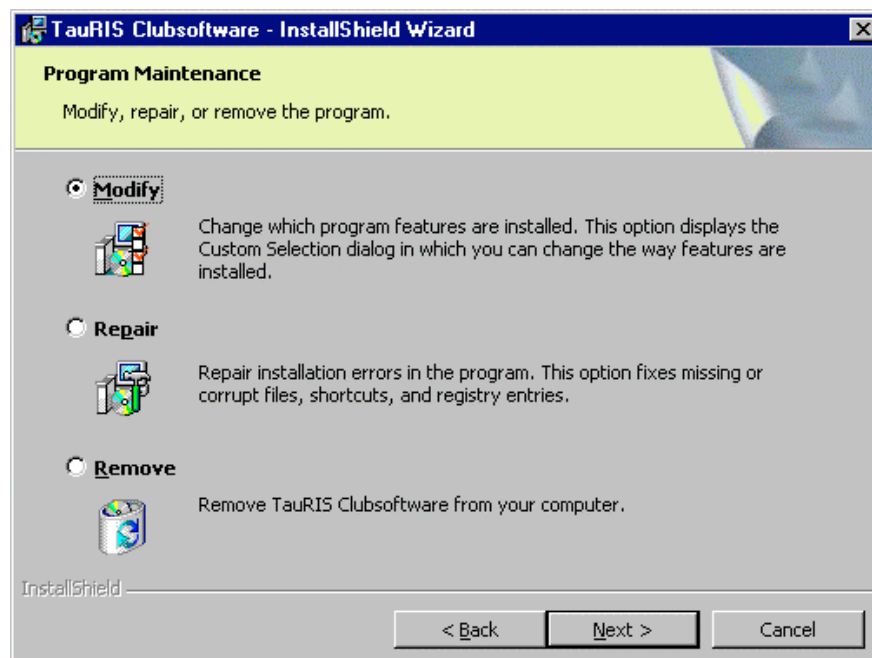 TauRIS Clubsoftware - InstallShield Wizard
Program Maintenance
Modify, repair, or remove the program.
Modify
Change which program features are installed. This option displays the
Custom Selection dialog in which you can change the way features are
installed.
Repair
Repair installation errors in the program. This option fixes missing or
corrupt files, shortcuts, and registry entries.
Remove
Remove TauRIS Clubsoftware from your computer.
InstallShield
< Back
Next >
Cancel